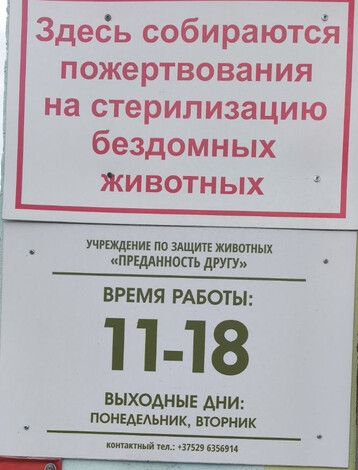 Здесь собираются
пожертвования
на стерилизацию
бездомных
животных
УЧРЕЖДЕНИЕ ПО ЗАЩИТЕ ЖИВОТНЫХ
«ПРЕДАННОСТЬ ДРУГУ»
ВРЕМЯ РАБОТЫ:
11-18
ВЫХОДНЫЕ ДНИ:
ПОНЕДЕЛЬНИК, ВТОРНИК
контактный тел.: +37529 6356914